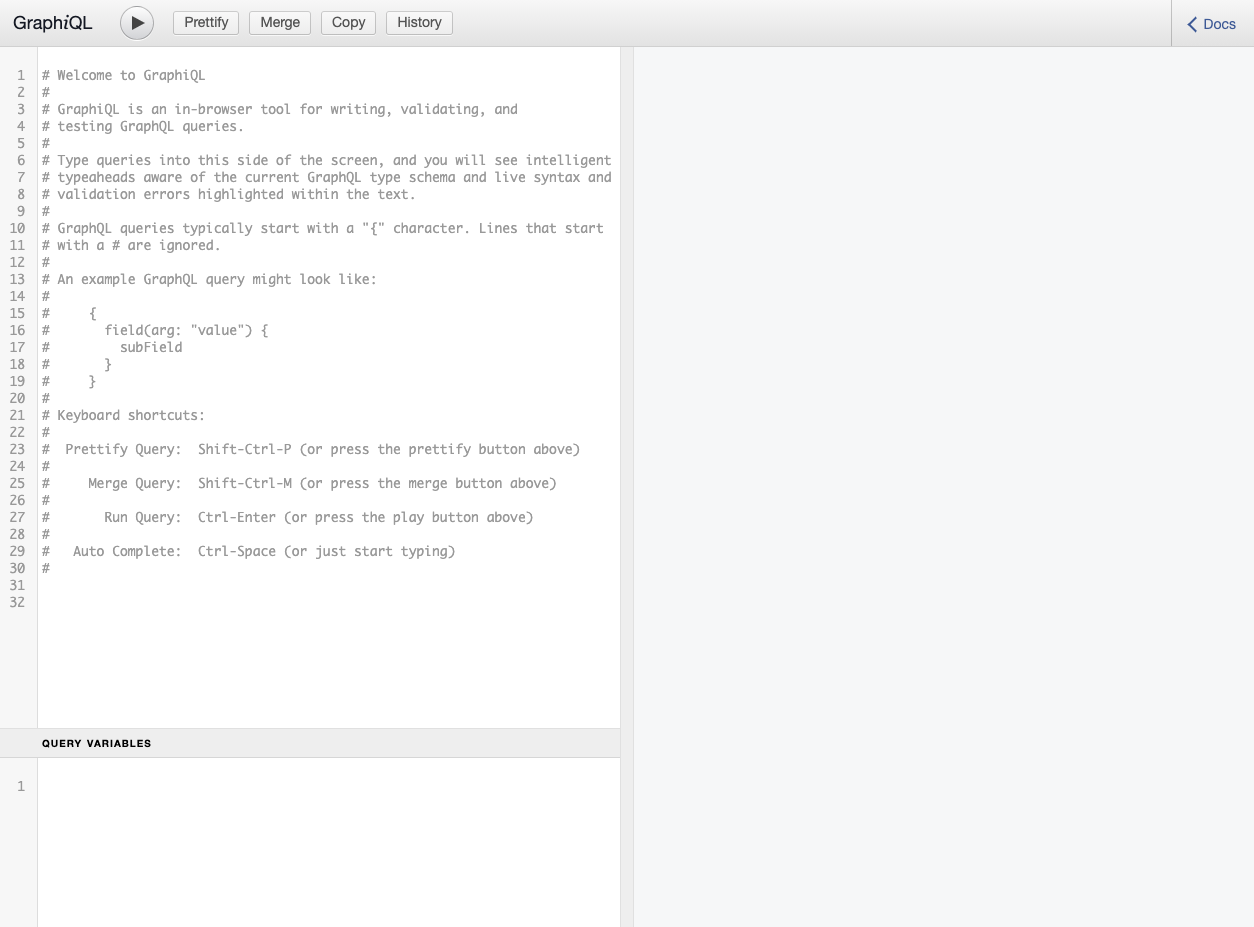 GraphiQL Prettify Merge Copy History Docs
1 # Welcome to GraphiQL
2 #
3 # GraphiQL is an in-browser tool for writing, validating, and
4 # testing GraphQL queries.
5 #
6 # Type queries into this side of the screen, and you will see intelligent
7 # typeaheads aware of the current GraphQL type schema and live syntax and
8 # validation errors highlighted within the text.
9 #
10 # GraphQL queries typically start with a "{" character. Lines that start
11 # with a # are ignored.
12 #
13 # An example GraphQL query might look like:
14 #
15 #     {
16 #       field(arg: "value") {
17 #         subField
18 #       }
19 #     }
20 #
21 # Keyboard shortcuts:
22 #
23 #  Prettify Query:  Shift-Ctrl-P (or press the prettify button above)
24 #
25 #     Merge Query:  Shift-Ctrl-M (or press the merge button above)
26 #
27 #       Run Query:  Ctrl-Enter (or press the play button above)
28 #
29 #   Auto Complete:  Ctrl-Space (or just start typing)
30 #
31
32
QUERY VARIABLES
1